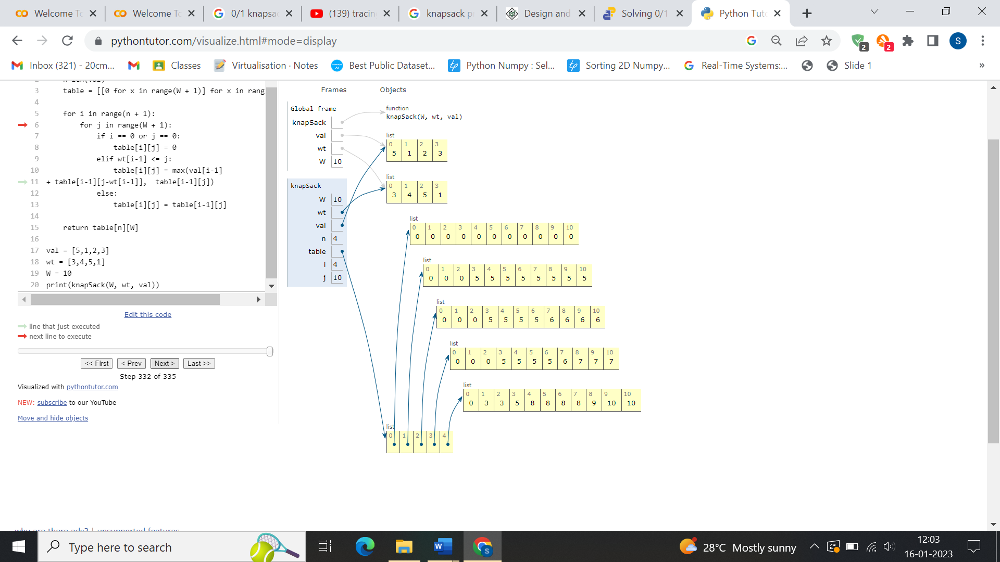 Welcome To
Welcome To
0/1 knapsa
(139) tracin
knapsack p
Design and
Solving 0/1
Python Tuto
pythontutor.com/visualize.html#mode=display
2
2
S
Inbox (321) - 20cm...
Classes
Virtualisation · Notes
Best Public Dataset...
Python Numpy : Sel...
Sorting 2D Numpy...
Real-Time Systems:...
Slide 1
»
3 table = [[0 for x in range(W + 1)] for x in rang
4
5 for i in range(n + 1):
6 for j in range(W + 1):
7 if i == 0 or j == 0:
8 table[i][j] = 0
9 elif wt[i-1] <= j:
10 table[i][j] = max(val[i-1]
11 + table[i-1][j-wt[i-1]],  table[i-1][j])
12 else:
13 table[i][j] = table[i-1][j]
14
15 return table[n][W]
16
17 val = [5,1,2,3]
18 wt = [3,4,5,1]
19 W = 10
20 print(knapSack(W, wt, val))
Edit this code
line that just executed
next line to execute
<< First < Prev Next > Last >>
Step 332 of 335
Visualized with pythontutor.com
NEW: subscribe to our YouTube
Move and hide objects
Frames Objects
Global frame
knapSack
val
wt
W 10
knapSack
W 10
wt
val
n 4
table
i 4
j 10
function
knapSack(W, wt, val)
list
0 1 2 3
5 1 2 3
list
0 1 2 3
3 4 5 1
list
0 1 2 3 4 5 6 7 8 9 10
0 0 0 0 0 0 0 0 0 0 0
list
0 1 2 3 4 5 6 7 8 9 10
0 0 0 5 5 5 5 5 5 5 5
list
0 1 2 3 4 5 6 7 8 9 10
0 0 0 5 5 5 5 6 6 6 6
list
0 1 2 3 4 5 6 7 8 9 10
0 0 0 5 5 5 5 6 7 7 7
list
0 1 2 3 4 5 6 7 8 9 10
0 3 3 5 8 8 8 8 9 10 10
list
0 1 2 3 4
why are there ads? | unsupported features
Type here to search
W
S
28°C Mostly sunny
12:03
16-01-2023